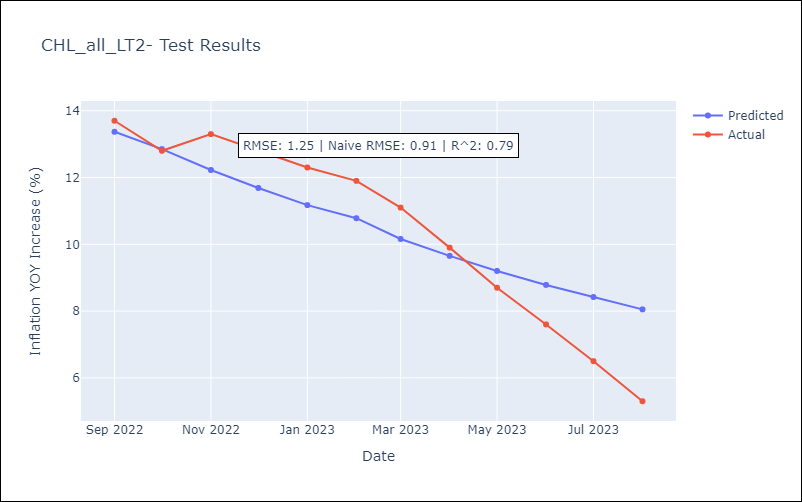 CHL_all_LT2- Test Results
Predicted
Actual
RMSE: 1.25 | Naive RMSE: 0.91 | R^2: 0.79
Inflation YOY Increase (%)
14
12
10
8
6
Sep 2022
Nov 2022
Jan 2023
Mar 2023
May 2023
Jul 2023
Date